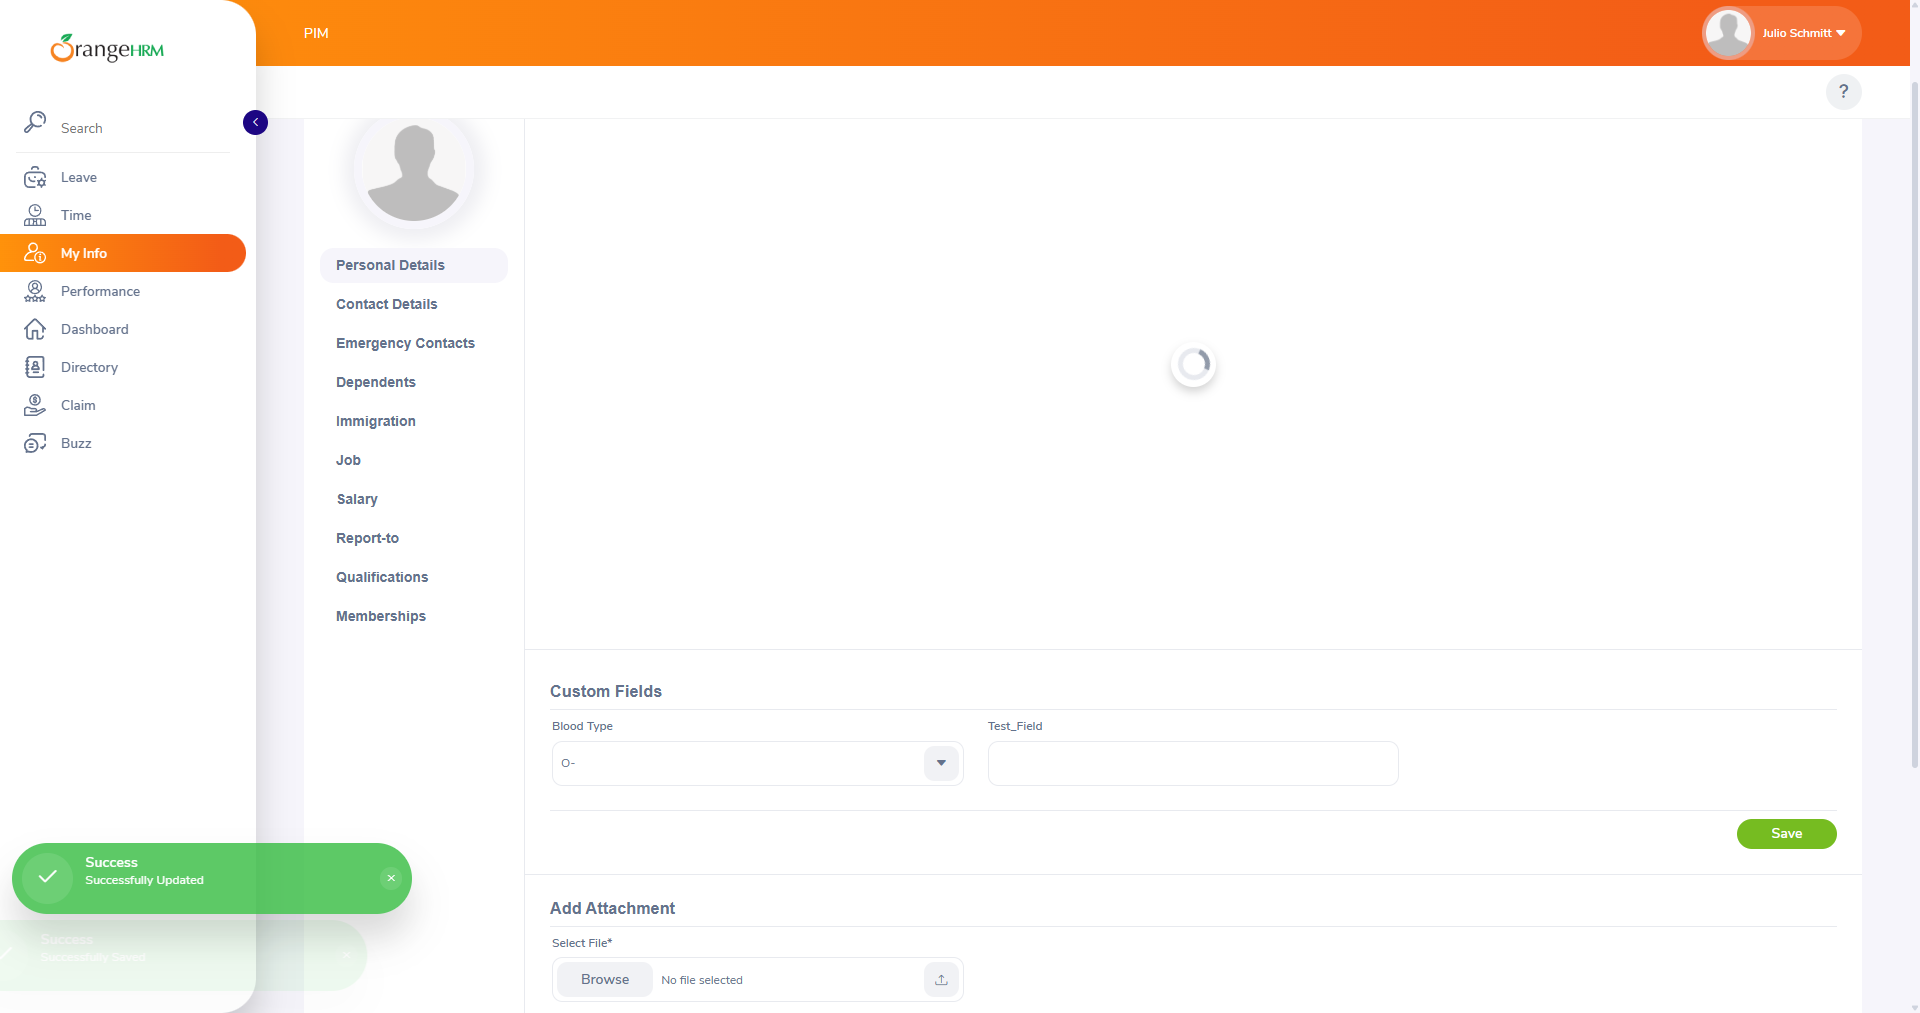 OrangeHRM
PIM
Julio Schmitt
?
Search
Leave
Time
My Info
Performance
Dashboard
Directory
Claim
Buzz
Personal Details
Contact Details
Emergency Contacts
Dependents
Immigration
Job
Salary
Report-to
Qualifications
Memberships
Custom Fields
Blood Type
Test_Field
O-
Save
Add Attachment
Select File*
Browse
No file selected
Success
Successfully Updated
Success
Successfully Saved